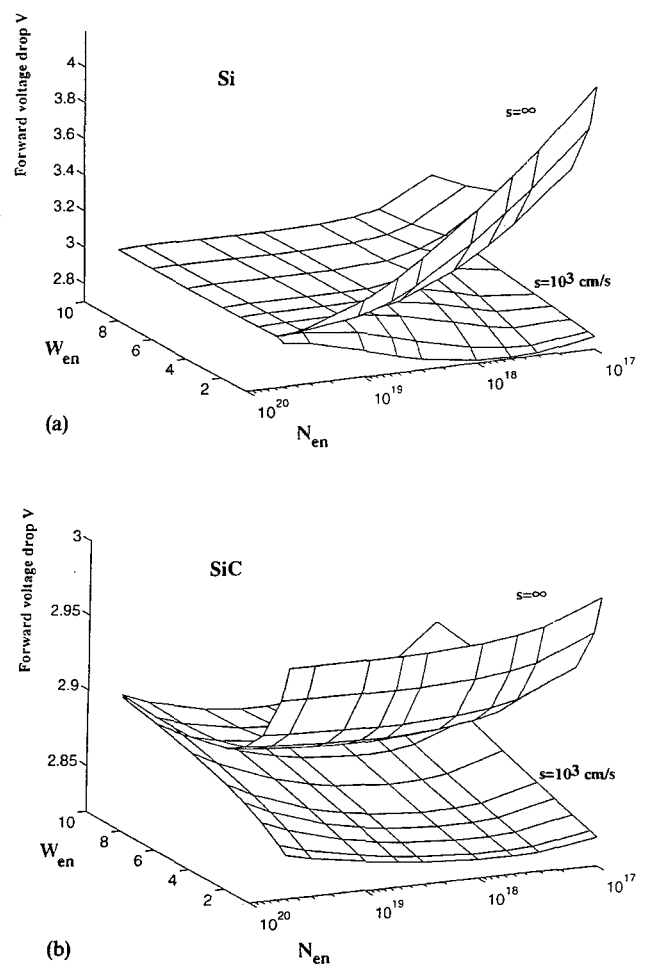 Forward voltage drop V
Si
4
3.8
3.6
3.4
3.2
3
2.8
10
8
6
4
2
W_en
s=∞
s=10³ cm/s
10²⁰
10¹⁹
10¹⁸
10¹⁷
N_en
(a)
Forward voltage drop V
SiC
3
2.95
2.9
2.85
10
8
6
4
2
W_en
s=∞
s=10³ cm/s
10²⁰
10¹⁹
10¹⁸
10¹⁷
N_en
(b)